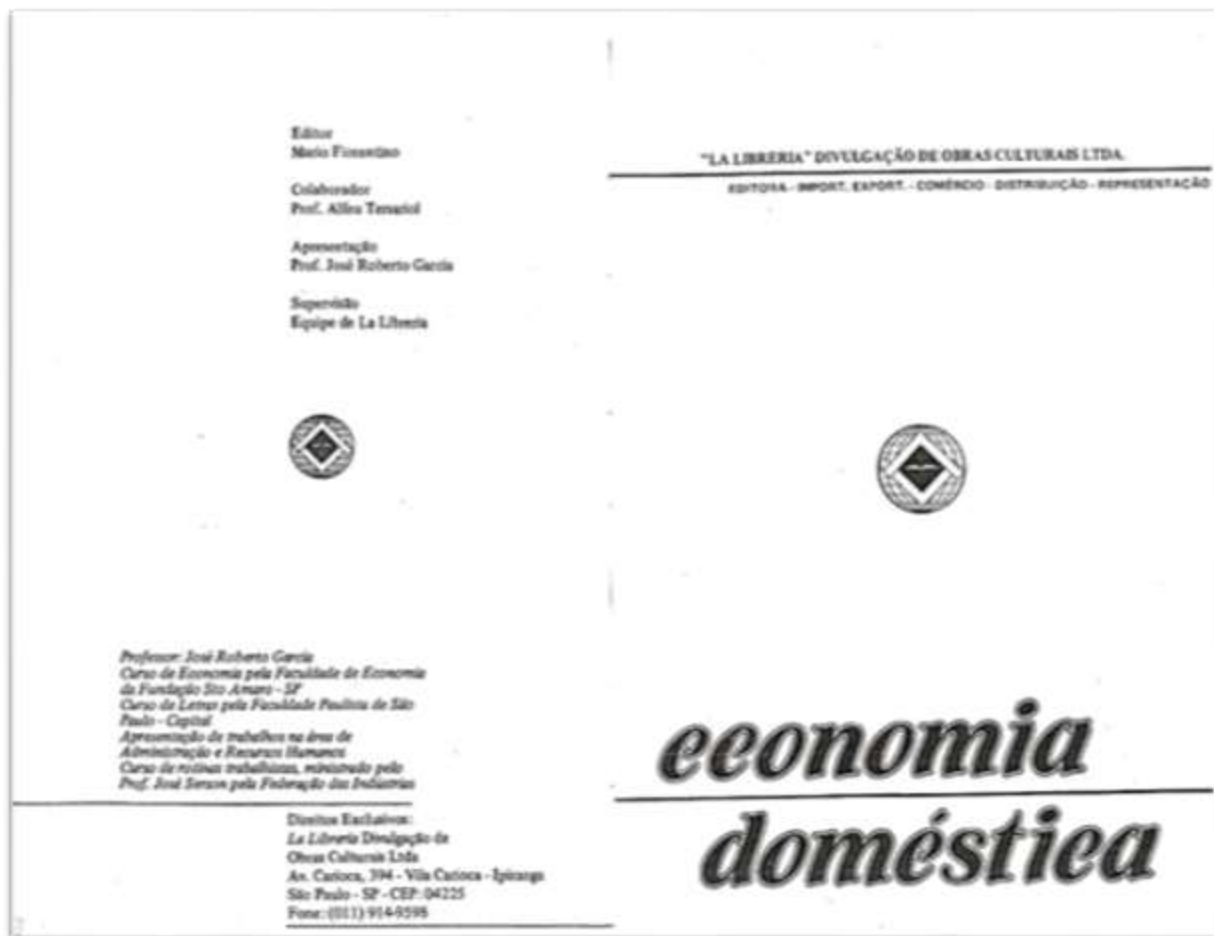 Editor
Mario Fiorentino
Colaborador
Prof. Alfeu
Apresentação
Prof. José Roberto Garcia
Supervisão
Equipe de La Libreria
Professor: José Roberto Garcia
Curso de Economia pela Faculdade de Economia
da Fundação Sto Amaro - SP
Curso de Letras pela Faculdade Paulista de São
Paulo - Capital
Apresentação de trabalhos na área de
Administração e Recursos Humanos
Curso de rotinas trabalhistas, ministrado pelo
Prof. José Serson pela Federação das Indústrias
Direitos Exclusivos:
La Libreria Divulgação de
Obras Culturais Ltda
Av. Carioca, 394 - Vila Carioca - Ipiranga
São Paulo - SP - CEP: 04225
Fone: (011) 914-9598
"LA LIBRERIA" DIVULGAÇÃO DE OBRAS CULTURAIS LTDA.
EDITORA - IMPORT. EXPORT. - COMÉRCIO - DISTRIBUIÇÃO - REPRESENTAÇÃO
economia
doméstica